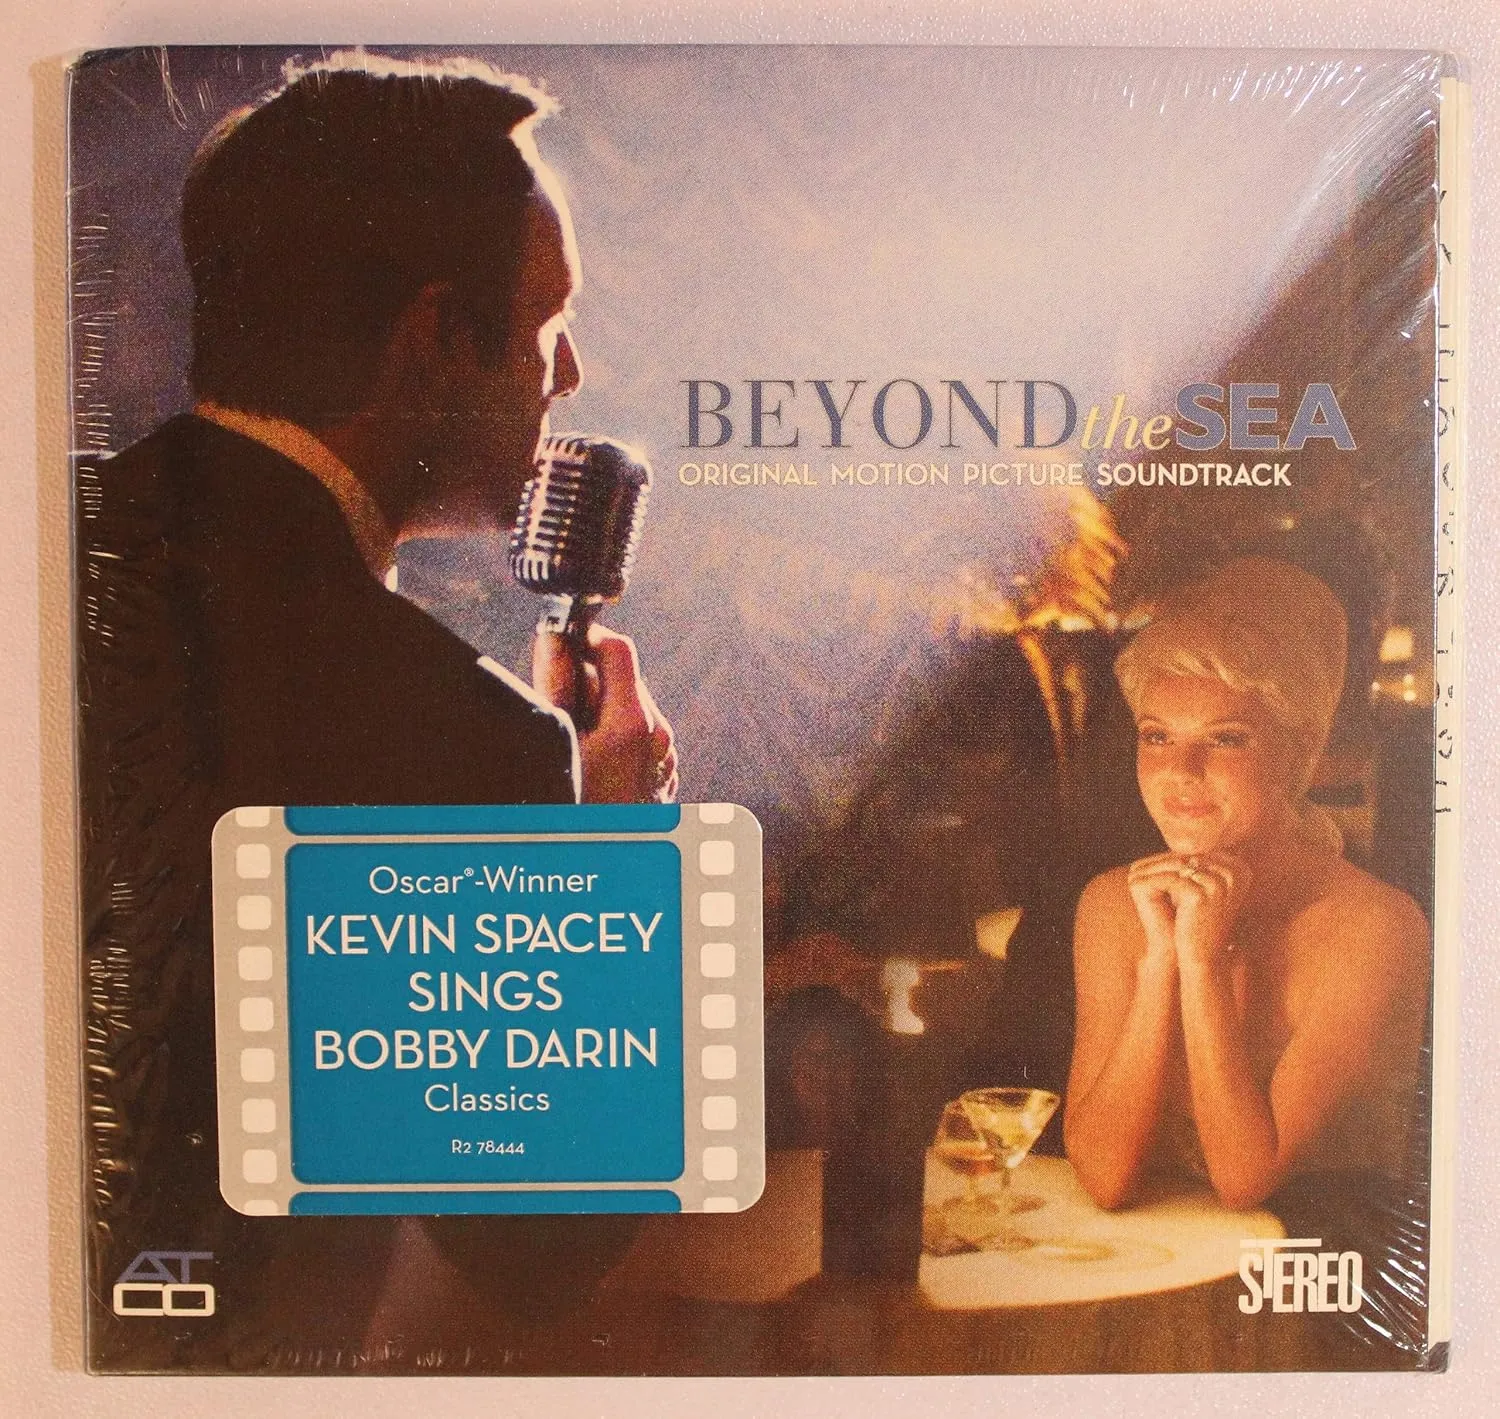 BEYOND the SEA
ORIGINAL MOTION PICTURE SOUNDTRACK
Oscar®-Winner
KEVIN SPACEY
SINGS
BOBBY DARIN
Classics
R2 78444
ATCO
STEREO